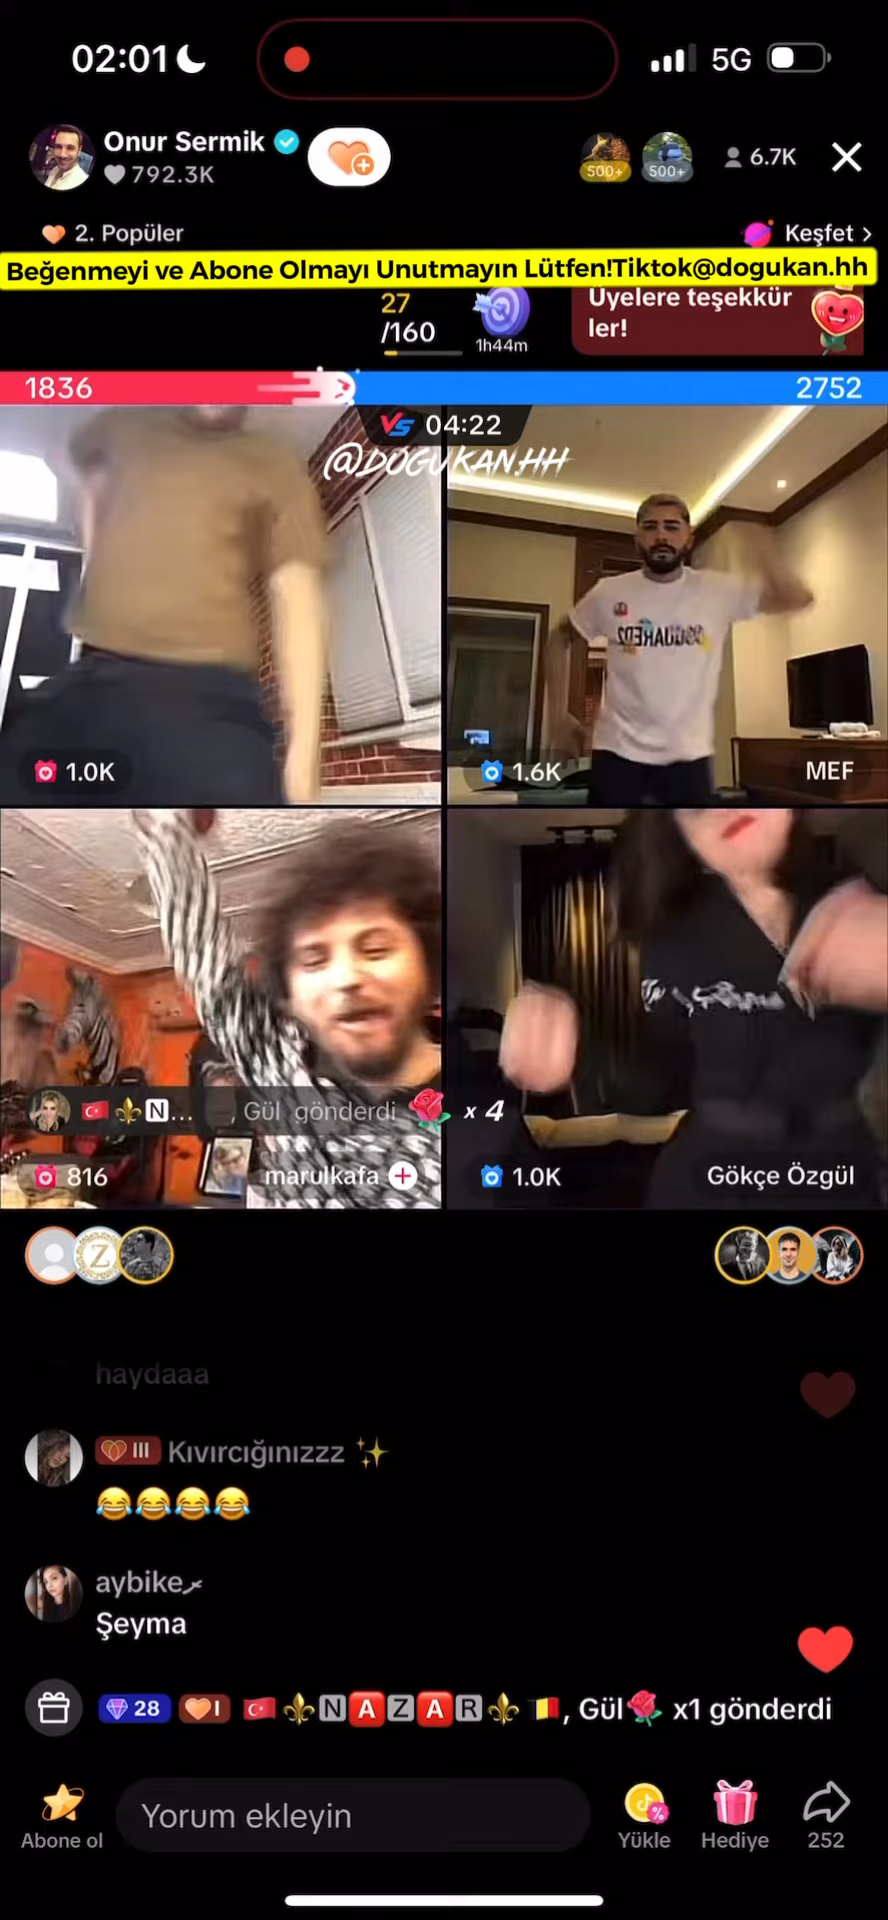 02:01
5G
Onur Sermik
792.3K
500+
500+
6.7K
2. Popüler
Keşfet >
Beğenmeyi ve Abone Olmayı Unutmayın Lütfen!Tiktok@dogukan.hh
27
/160
1h44m
Üyelere teşekkür
ler!
1836
2752
VS 04:22
@DOGUKAN.HH
1.0K
1.6K
MEF
N...
, Gül gönderdi
x 4
816
marulkafa
1.0K
Gökçe Özgül
Z
haydaaa
III Kıvırcığınızzz ✨
😂😂😂😂
aybike
Şeyma
28 I 🇹🇷⚜️NAZAR⚜️🇧🇪, Gül🌹 x1 gönderdi
Abone ol
Yorum ekleyin
Yükle
Hediye
252